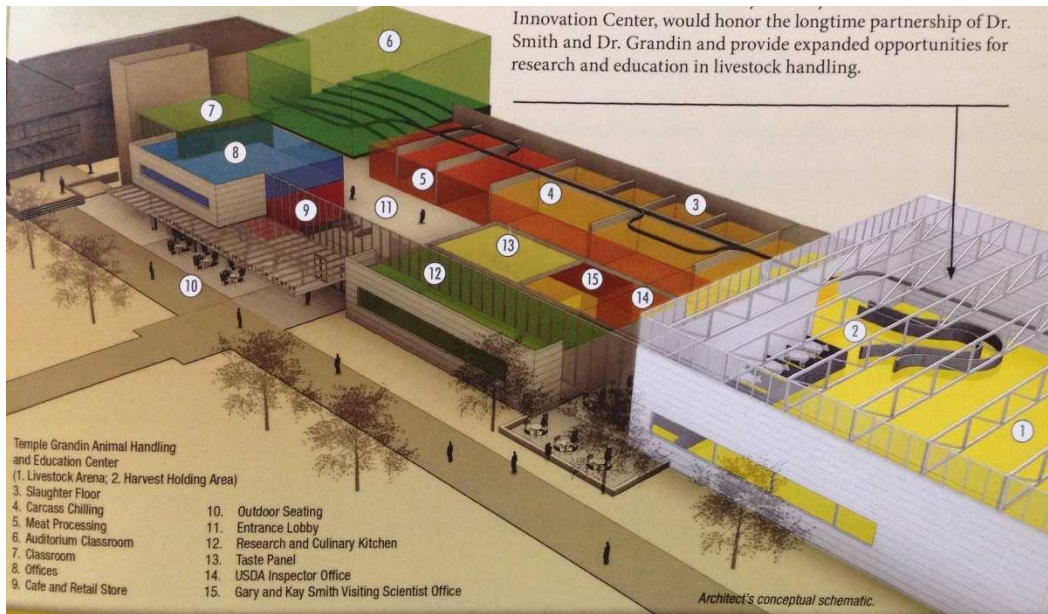 Innovation Center, would honor the longtime partnership of Dr.
Smith and Dr. Grandin and provide expanded opportunities for
research and education in livestock handling.
6
7
8
5
4
3
9
11
13
12
15
14
10
2
1
Temple Grandin Animal Handling
and Education Center
(1. Livestock Arena; 2. Harvest Holding Area)
3. Slaughter Floor
4. Carcass Chilling
5. Meat Processing
6. Auditorium Classroom
7. Classroom
8. Offices
9. Cafe and Retail Store
10. Outdoor Seating
11. Entrance Lobby
12. Research and Culinary Kitchen
13. Taste Panel
14. USDA Inspector Office
15. Gary and Kay Smith Visiting Scientist Office
Architect's conceptual schematic.